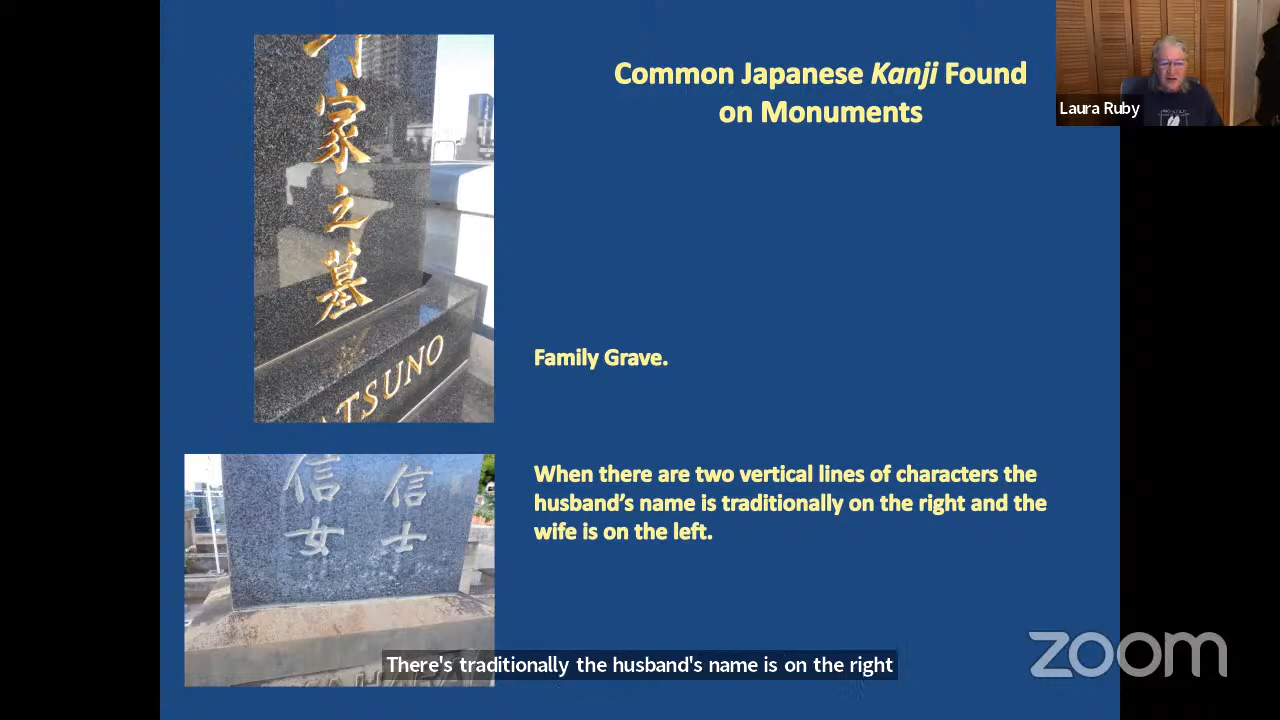 Common Japanese Kanji Found
on Monuments
Laura Ruby
家之墓
TSUNO
Family Grave.
信士
信女
When there are two vertical lines of characters the
husband’s name is traditionally on the right and the
wife is on the left.
There's traditionally the husband's name is on the right
zoom